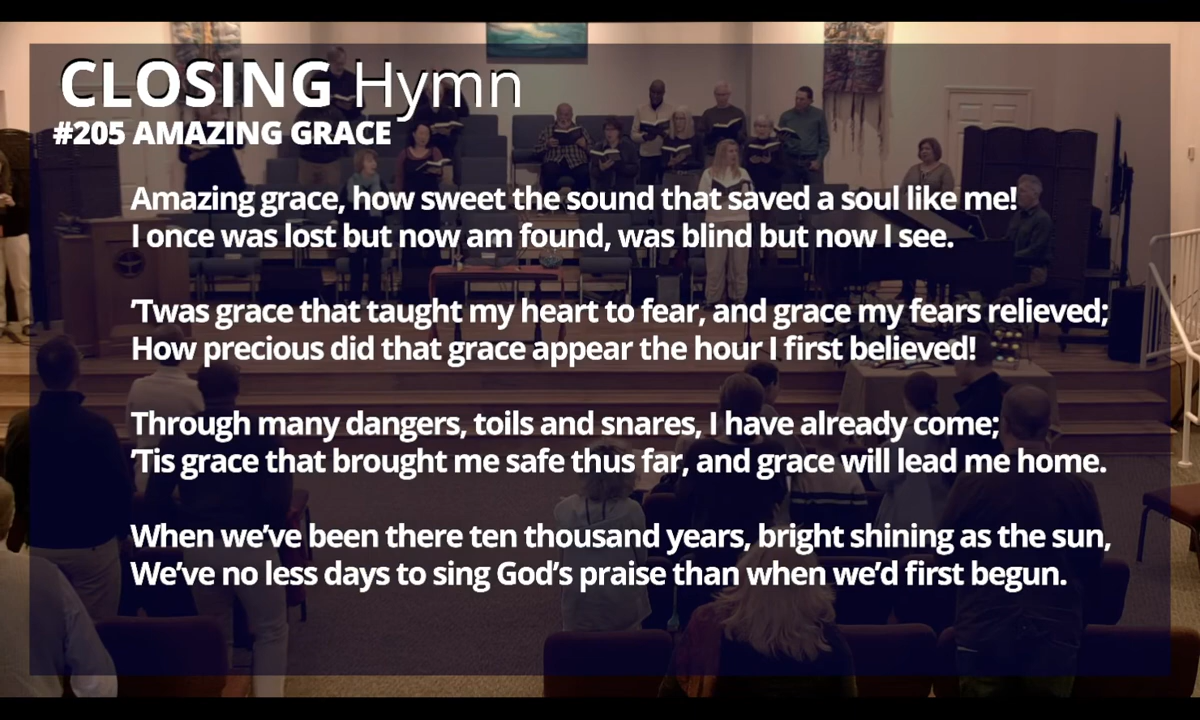 CLOSING Hymn
#205 AMAZING GRACE
Amazing grace, how sweet the sound that saved a soul like me!
I once was lost but now am found, was blind but now I see.
'Twas grace that taught my heart to fear, and grace my fears relieved;
How precious did that grace appear the hour I first believed!
Through many dangers, toils and snares, I have already come;
'Tis grace that brought me safe thus far, and grace will lead me home.
When we've been there ten thousand years, bright shining as the sun,
We've no less days to sing God's praise than when we'd first begun.